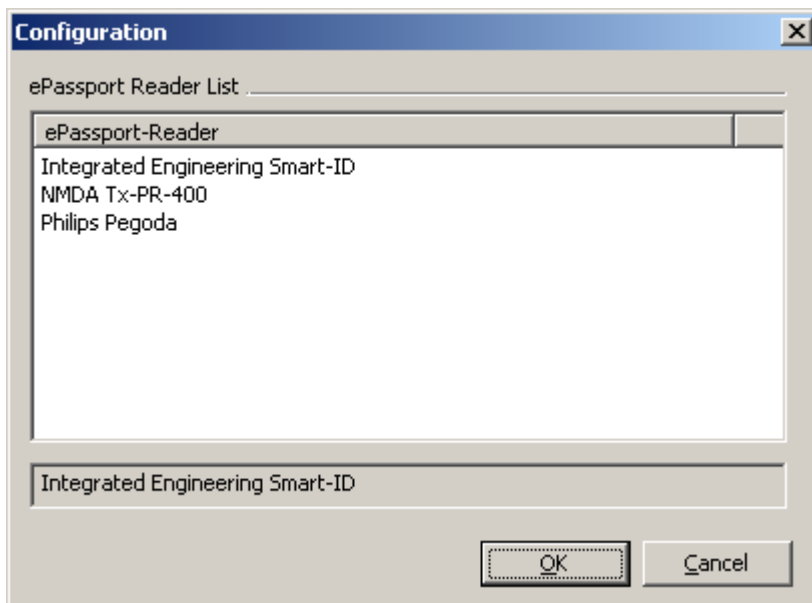 Configuration
ePassport Reader List
ePassport-Reader
Integrated Engineering Smart-ID
NMDA Tx-PR-400
Philips Pegoda
Integrated Engineering Smart-ID
OK
Cancel